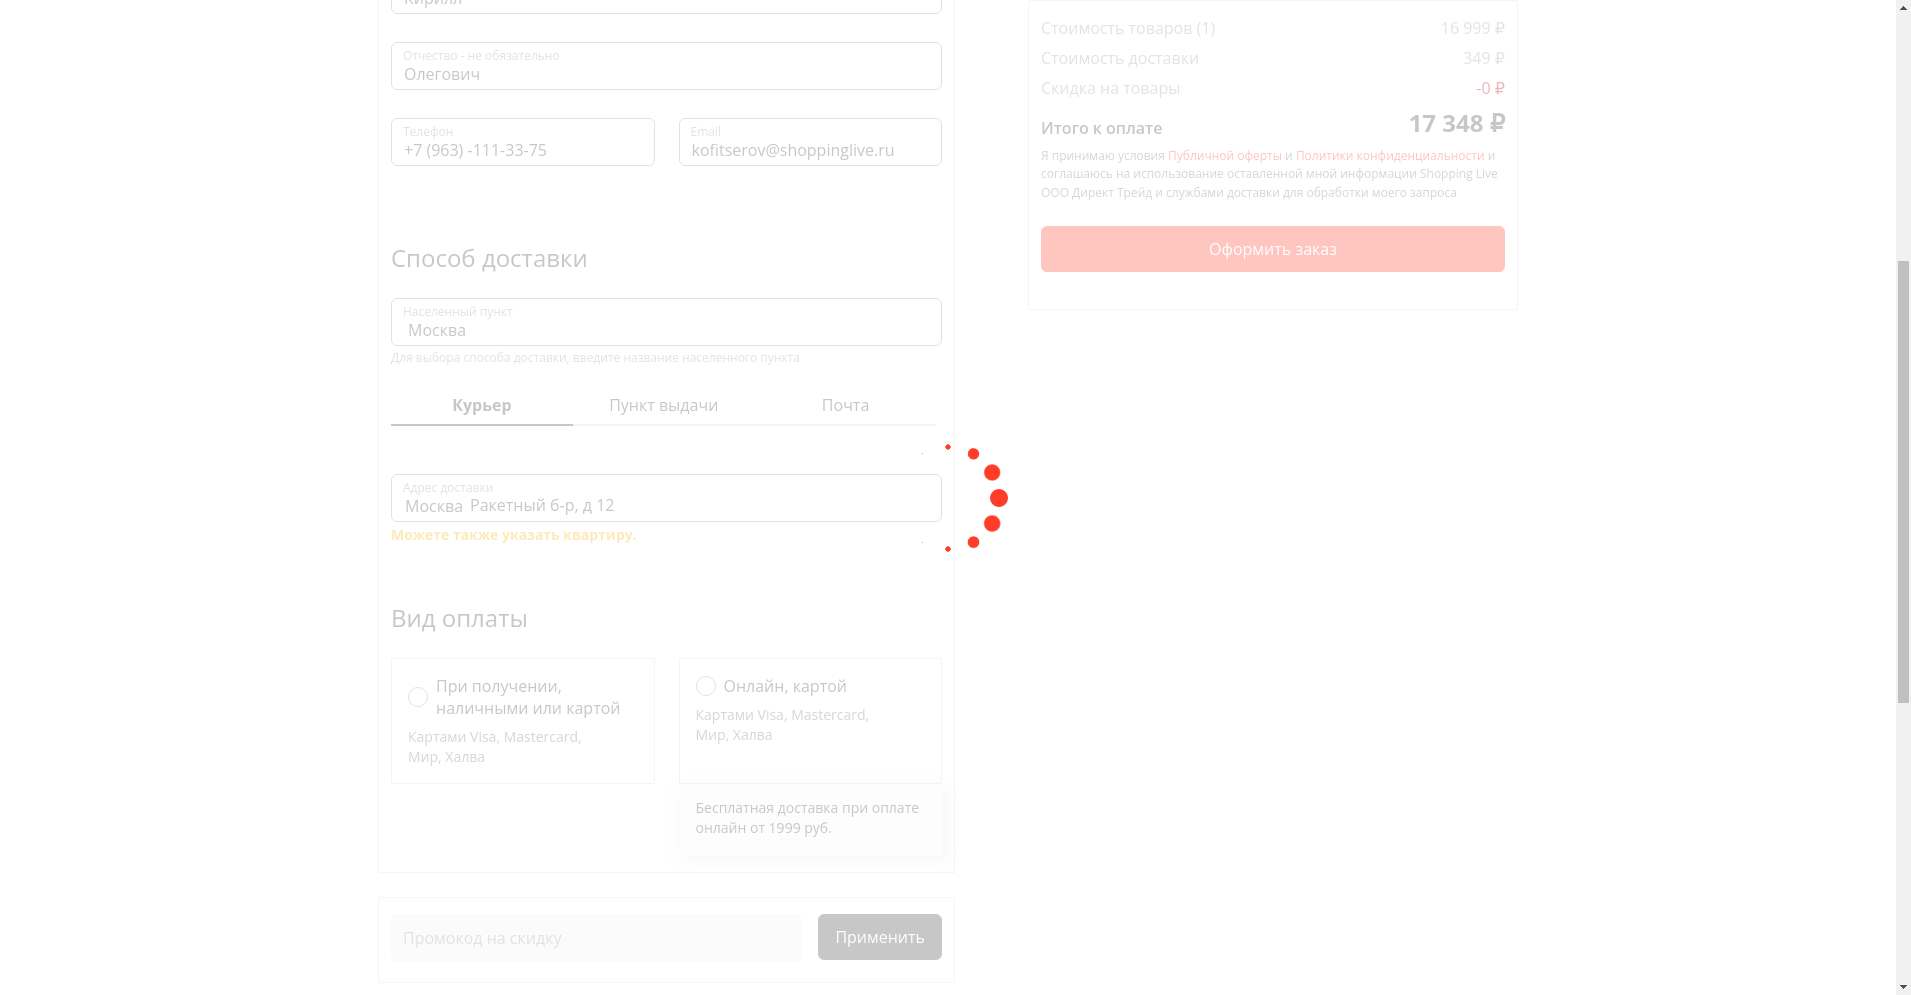 Кирилл
Отчество - не обязательно
Олегович
Телефон
+7 (963) -111-33-75
Email
kofitserov@shoppinglive.ru
Способ доставки
Населенный пункт
Москва
Для выбора способа доставки, введите название населенного пункта
Курьер
Пункт выдачи
Почта
Адрес доставки
Москва Ракетный б-р, д 12
Можете также указать квартиру.
Вид оплаты
При получении,
наличными или картой
Картами Visa, Mastercard,
Мир, Халва
Онлайн, картой
Картами Visa, Mastercard,
Мир, Халва
Бесплатная доставка при оплате
онлайн от 1999 руб.
Промокод на скидку
Применить
Стоимость товаров (1) 16 999 ₽
Стоимость доставки 349 ₽
Скидка на товары -0 ₽
Итого к оплате 17 348 ₽
Я принимаю условия Публичной оферты и Политики конфиденциальности и
соглашаюсь на использование оставленной мной информации Shopping Live
ООО Директ Трейд и службами доставки для обработки моего запроса
Оформить заказ